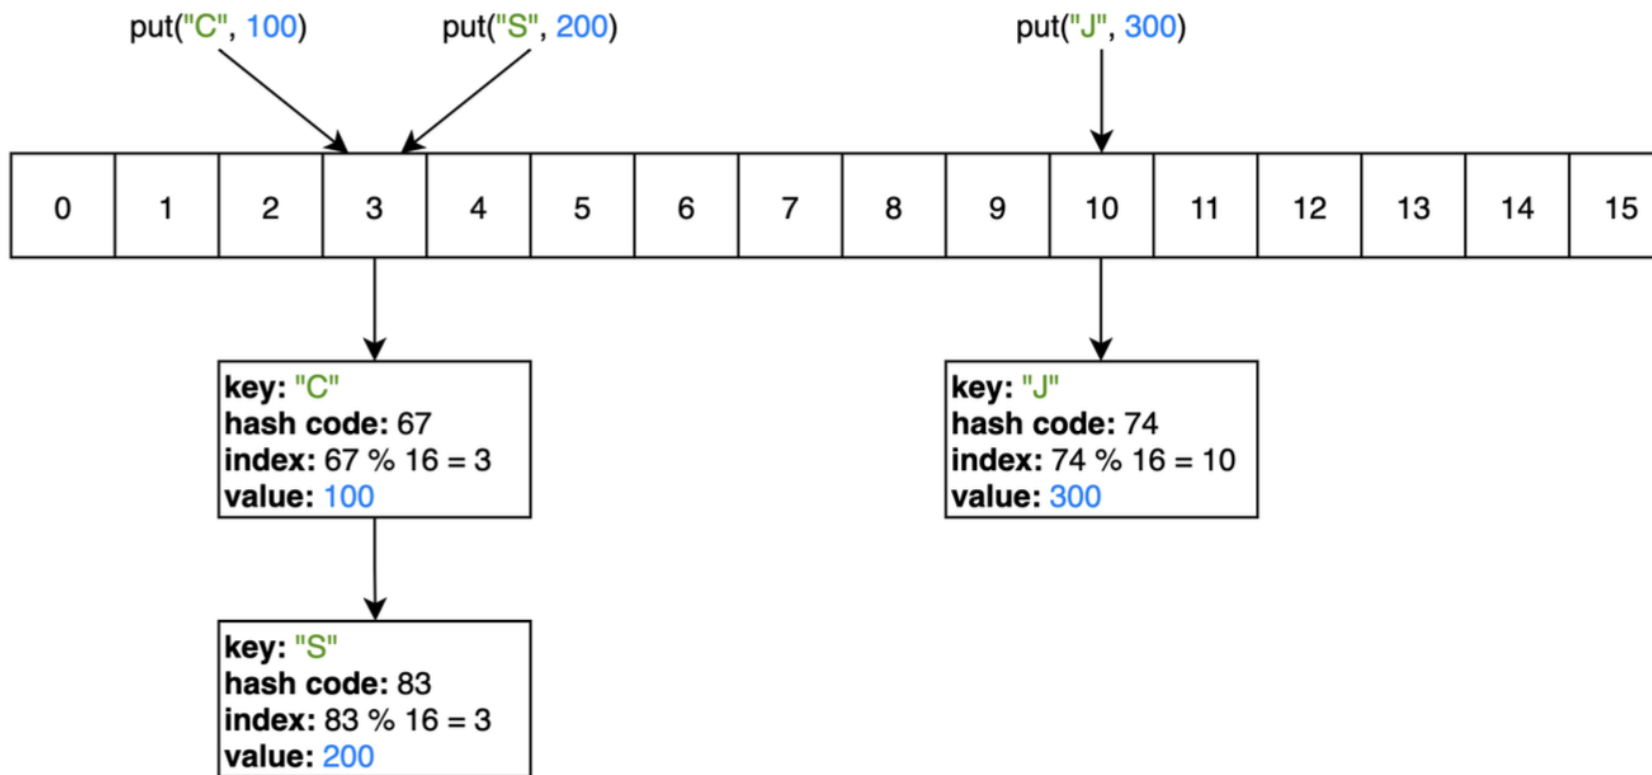 put("C", 100)
put("S", 200)
put("J", 300)
0 1 2 3 4 5 6 7 8 9 10 11 12 13 14 15
key: "C"
hash code: 67
index: 67 % 16 = 3
value: 100
key: "J"
hash code: 74
index: 74 % 16 = 10
value: 300
key: "S"
hash code: 83
index: 83 % 16 = 3
value: 200